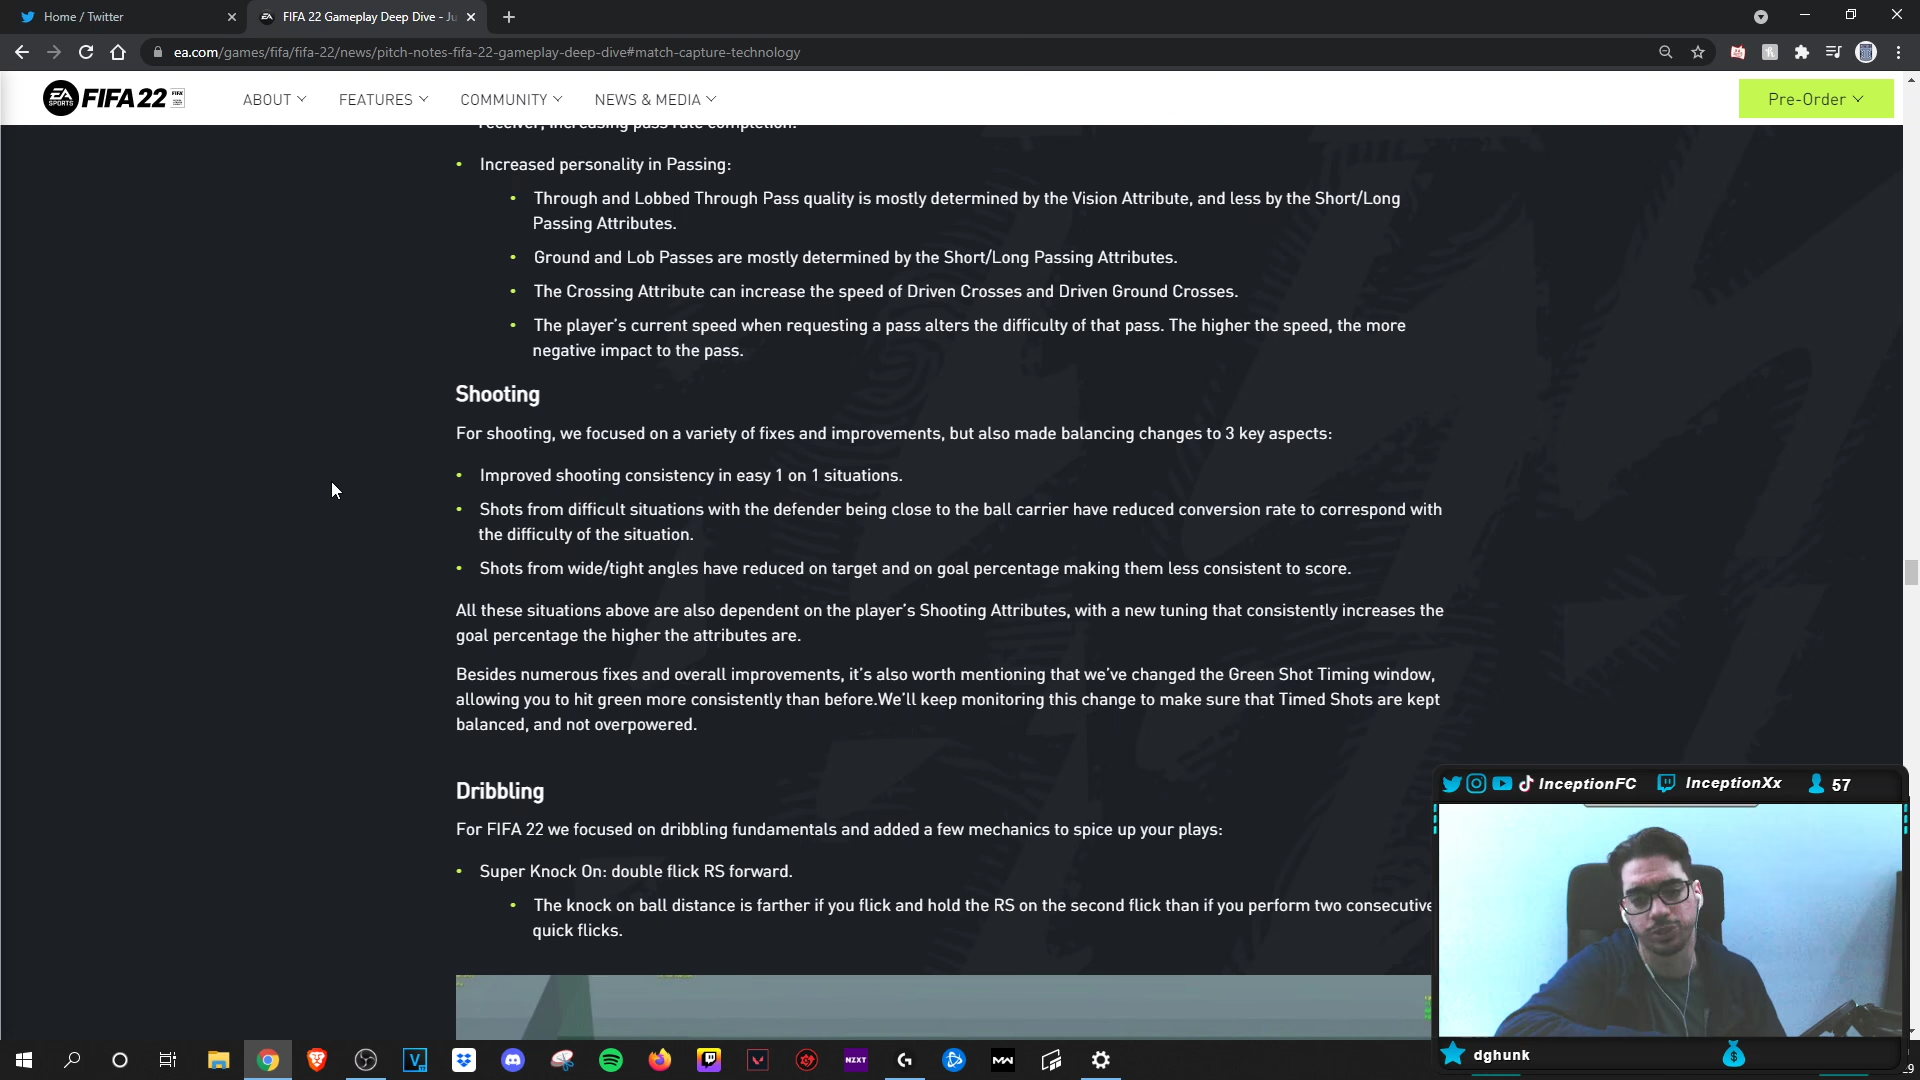 Home / Twitter
FIFA 22 Gameplay Deep Dive - Ju
ea.com/games/fifa/fifa-22/news/pitch-notes-fifa-22-gameplay-deep-dive#match-capture-technology
EA SPORTS FIFA 22
ABOUT
FEATURES
COMMUNITY
NEWS & MEDIA
Pre-Order
receiver, increasing pass rate completion.
• Increased personality in Passing:
• Through and Lobbed Through Pass quality is mostly determined by the Vision Attribute, and less by the Short/Long
Passing Attributes.
• Ground and Lob Passes are mostly determined by the Short/Long Passing Attributes.
• The Crossing Attribute can increase the speed of Driven Crosses and Driven Ground Crosses.
• The player's current speed when requesting a pass alters the difficulty of that pass. The higher the speed, the more
negative impact to the pass.
Shooting
For shooting, we focused on a variety of fixes and improvements, but also made balancing changes to 3 key aspects:
• Improved shooting consistency in easy 1 on 1 situations.
• Shots from difficult situations with the defender being close to the ball carrier have reduced conversion rate to correspond with
the difficulty of the situation.
• Shots from wide/tight angles have reduced on target and on goal percentage making them less consistent to score.
All these situations above are also dependent on the player's Shooting Attributes, with a new tuning that consistently increases the
goal percentage the higher the attributes are.
Besides numerous fixes and overall improvements, it's also worth mentioning that we've changed the Green Shot Timing window,
allowing you to hit green more consistently than before.We'll keep monitoring this change to make sure that Timed Shots are kept
balanced, and not overpowered.
Dribbling
For FIFA 22 we focused on dribbling fundamentals and added a few mechanics to spice up your plays:
• Super Knock On: double flick RS forward.
• The knock on ball distance is farther if you flick and hold the RS on the second flick than if you perform two consecutive
quick flicks.
InceptionFC
InceptionXx
57
dghunk
NZXT
MW